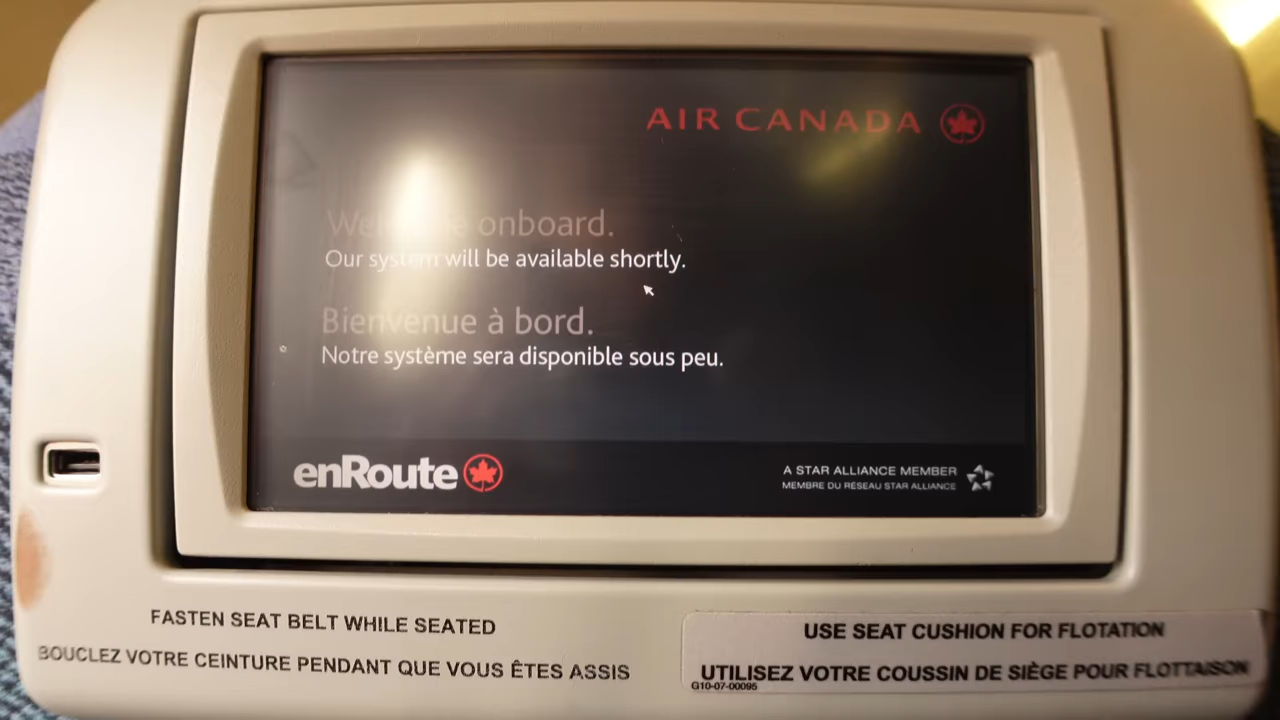 AIR CANADA
Welcome onboard.
Our system will be available shortly.
Bienvenue à bord.
Notre système sera disponible sous peu.
enRoute
A STAR ALLIANCE MEMBER
MEMBRE DU RÉSEAU STAR ALLIANCE
FASTEN SEAT BELT WHILE SEATED
BOUCLEZ VOTRE CEINTURE PENDANT QUE VOUS ÊTES ASSIS
USE SEAT CUSHION FOR FLOTATION
UTILISEZ VOTRE COUSSIN DE SIÈGE POUR FLOTTAISON
G10-07-00095